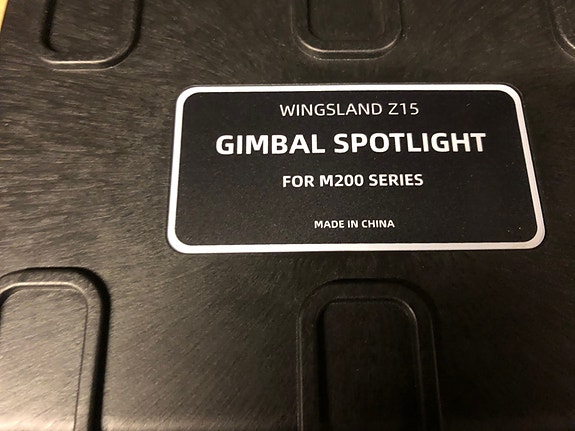 WINGSLAND Z15
GIMBAL SPOTLIGHT
FOR M200 SERIES
MADE IN CHINA